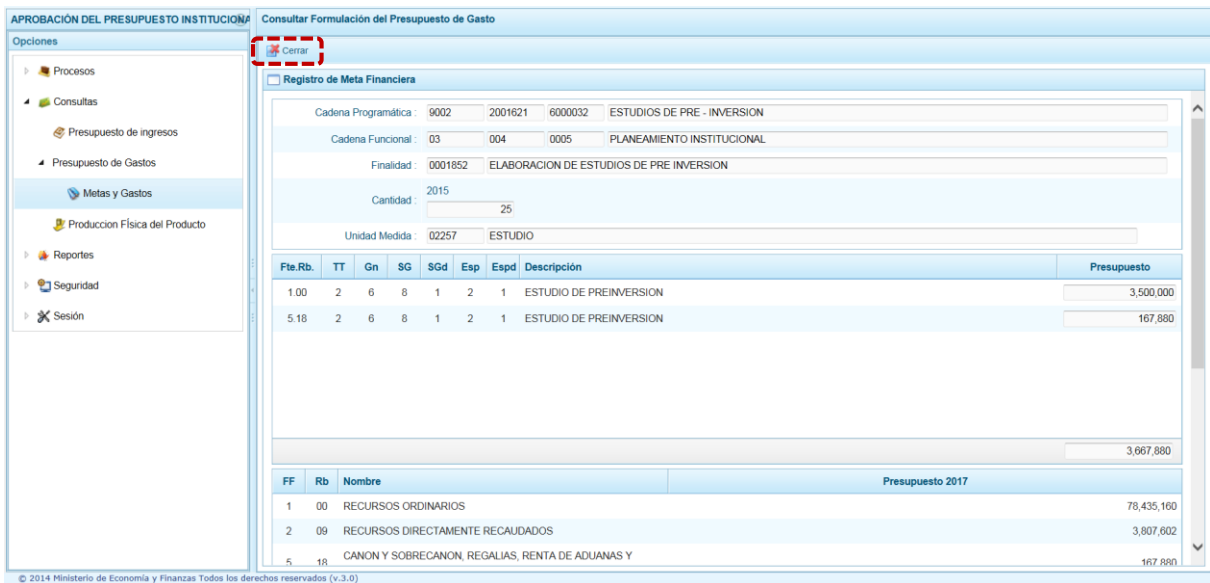 APROBACIÓN DEL PRESUPUESTO INSTITUCIONA
Consultar Formulación del Presupuesto de Gasto
Opciones
Cerrar
Procesos
Consultas
Presupuesto de ingresos
Presupuesto de Gastos
Metas y Gastos
Produccion FÍsica del Producto
Reportes
Seguridad
Sesión
Registro de Meta Financiera
Cadena Programática : 9002 2001621 6000032 ESTUDIOS DE PRE - INVERSION
Cadena Funcional : 03 004 0005 PLANEAMIENTO INSTITUCIONAL
Finalidad : 0001852 ELABORACION DE ESTUDIOS DE PRE INVERSION
2015
Cantidad : 25
Unidad Medida : 02257 ESTUDIO
Fte.Rb. TT Gn SG SGd Esp Espd Descripción Presupuesto
1.00 2 6 8 1 2 1 ESTUDIO DE PREINVERSION 3,500,000
5.18 2 6 8 1 2 1 ESTUDIO DE PREINVERSION 167,880
3,667,880
FF Rb Nombre Presupuesto 2017
1 00 RECURSOS ORDINARIOS 78,435,160
2 09 RECURSOS DIRECTAMENTE RECAUDADOS 3,807,602
CANON Y SOBRECANON, REGALIAS, RENTA DE ADUANAS Y
5 18 167,880
© 2014 Ministerio de Economía y Finanzas Todos los derechos reservados (v.3.0)